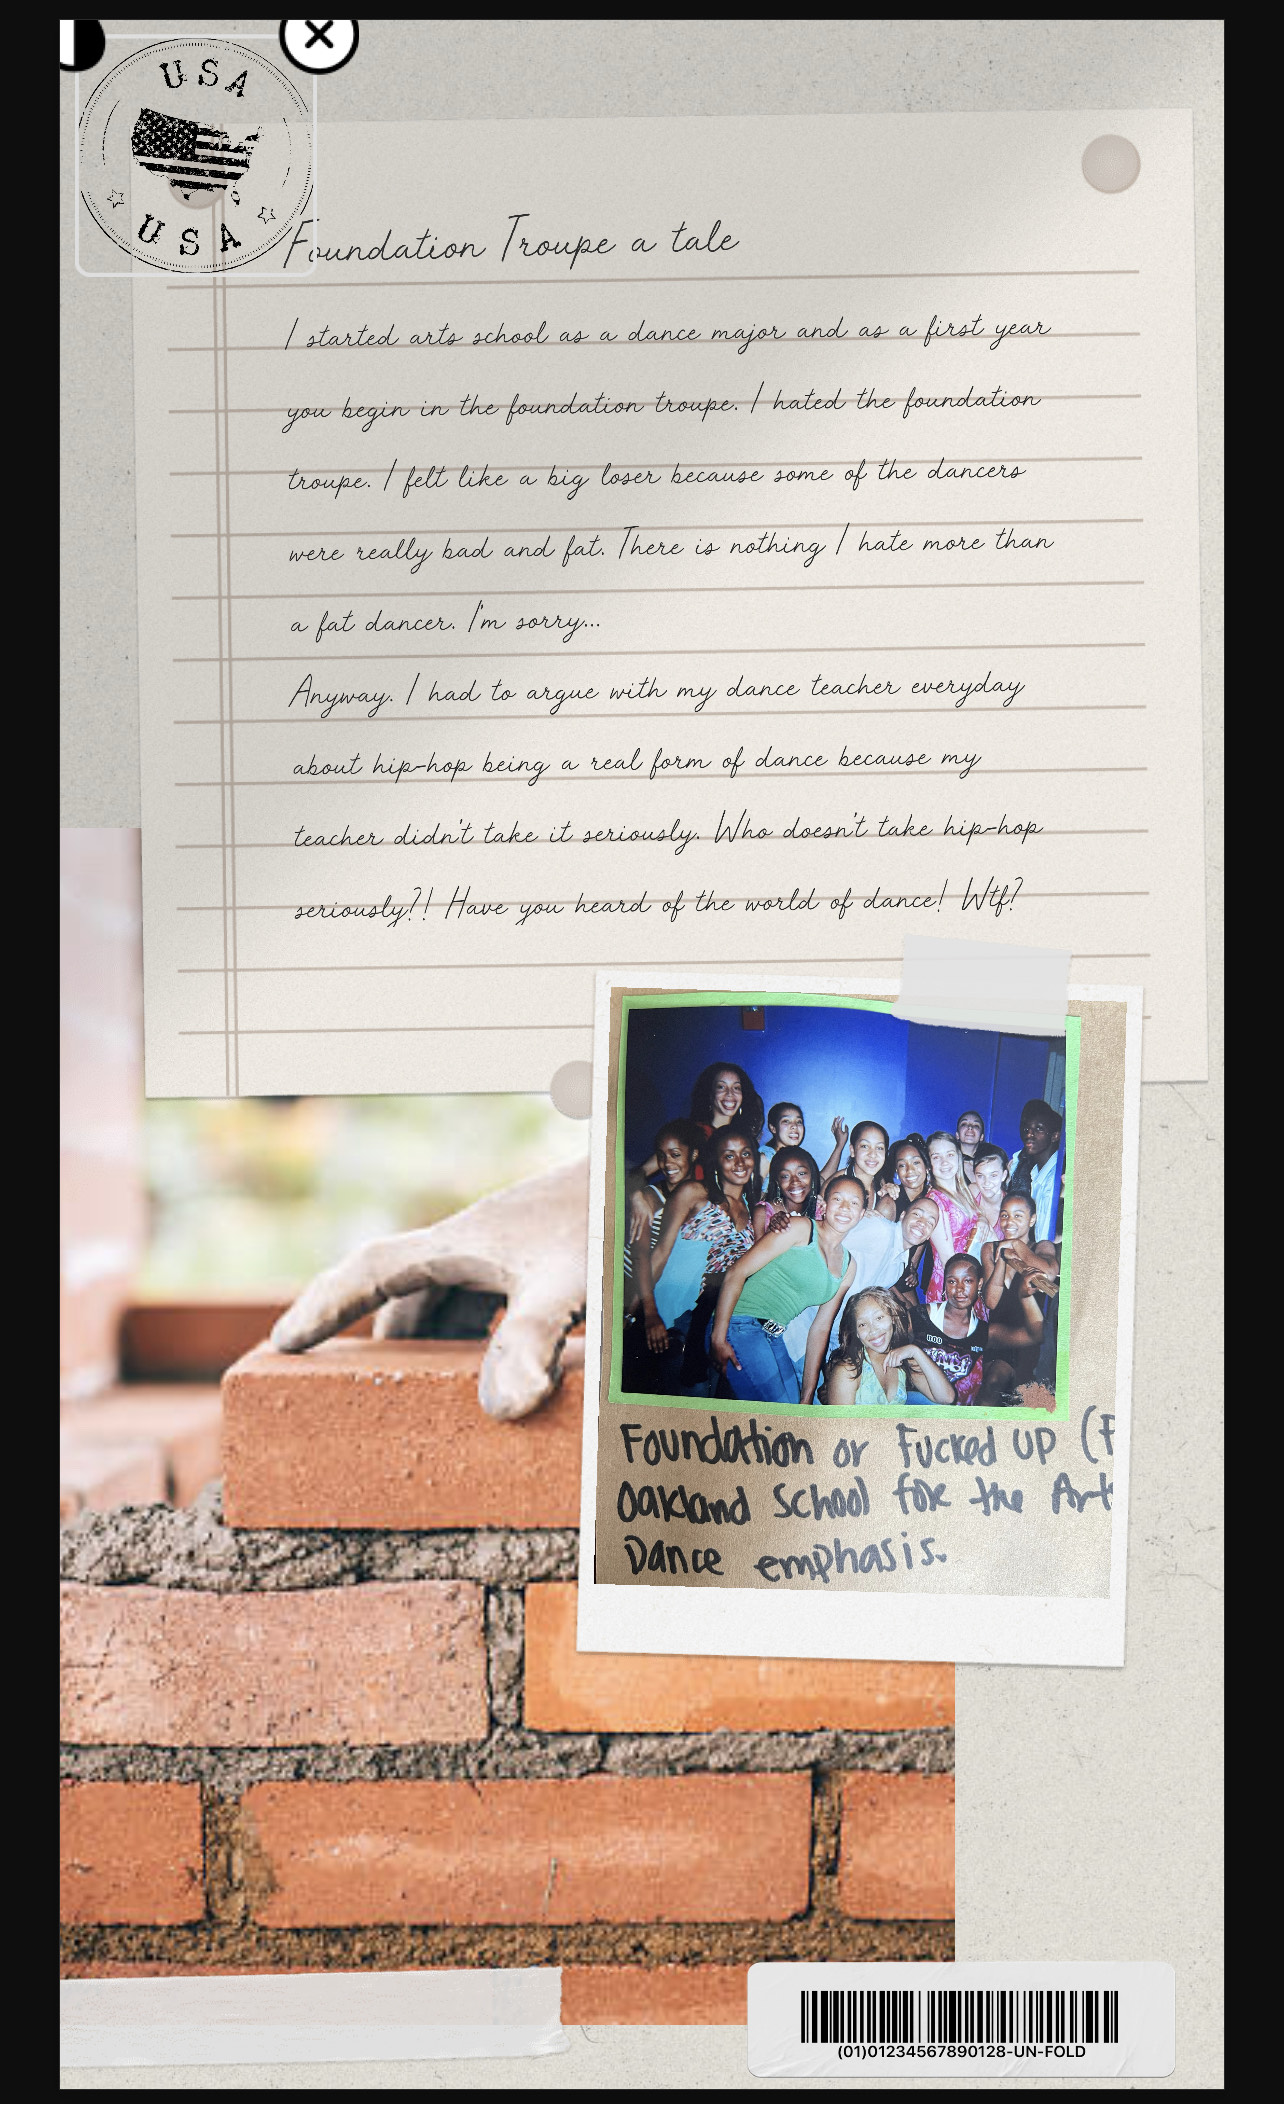 USA
USA
Foundation Troupe a tale
I started arts school as a dance major and as a first year
you begin in the foundation troupe. I hated the foundation
troupe. I felt like a big loser because some of the dancers
were really bad and fat. There is nothing I hate more than
a fat dancer. I'm sorry...
Anyway. I had to argue with my dance teacher everyday
about hip-hop being a real form of dance because my
teacher didn't take it seriously. Who doesn't take hip-hop
seriously?! Have you heard of the world of dance! Wtf?
Foundation or Fucked UP (F
Oakland School for the Art
Dance emphasis.
(01)01234567890128-UN-FOLD